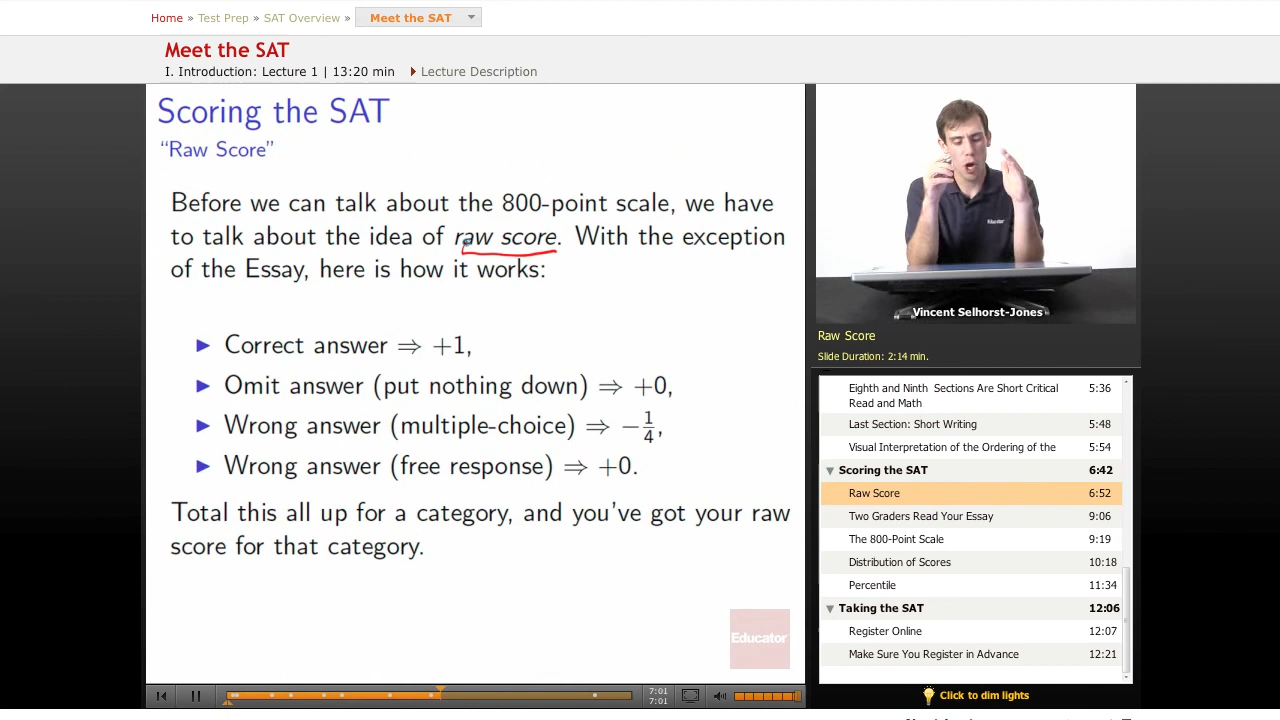 Home » Test Prep » SAT Overview » Meet the SAT
Meet the SAT
I. Introduction: Lecture 1 | 13:20 min Lecture Description
Scoring the SAT
“Raw Score”
Before we can talk about the 800-point scale, we have
to talk about the idea of raw score. With the exception
of the Essay, here is how it works:
Correct answer ⇒ +1,
Omit answer (put nothing down) ⇒ +0,
Wrong answer (multiple-choice) ⇒ −1/4,
Wrong answer (free response) ⇒ +0.
Total this all up for a category, and you’ve got your raw
score for that category.
Educator
7:01
7:01
Educator
Vincent Selhorst-Jones
Raw Score
Slide Duration: 2:14 min.
Eighth and Ninth Sections Are Short Critical 5:36
Read and Math
Last Section: Short Writing 5:48
Visual Interpretation of the Ordering of the 5:54
Scoring the SAT 6:42
Raw Score 6:52
Two Graders Read Your Essay 9:06
The 800-Point Scale 9:19
Distribution of Scores 10:18
Percentile 11:34
Taking the SAT 12:06
Register Online 12:07
Make Sure You Register in Advance 12:21
Click to dim lights